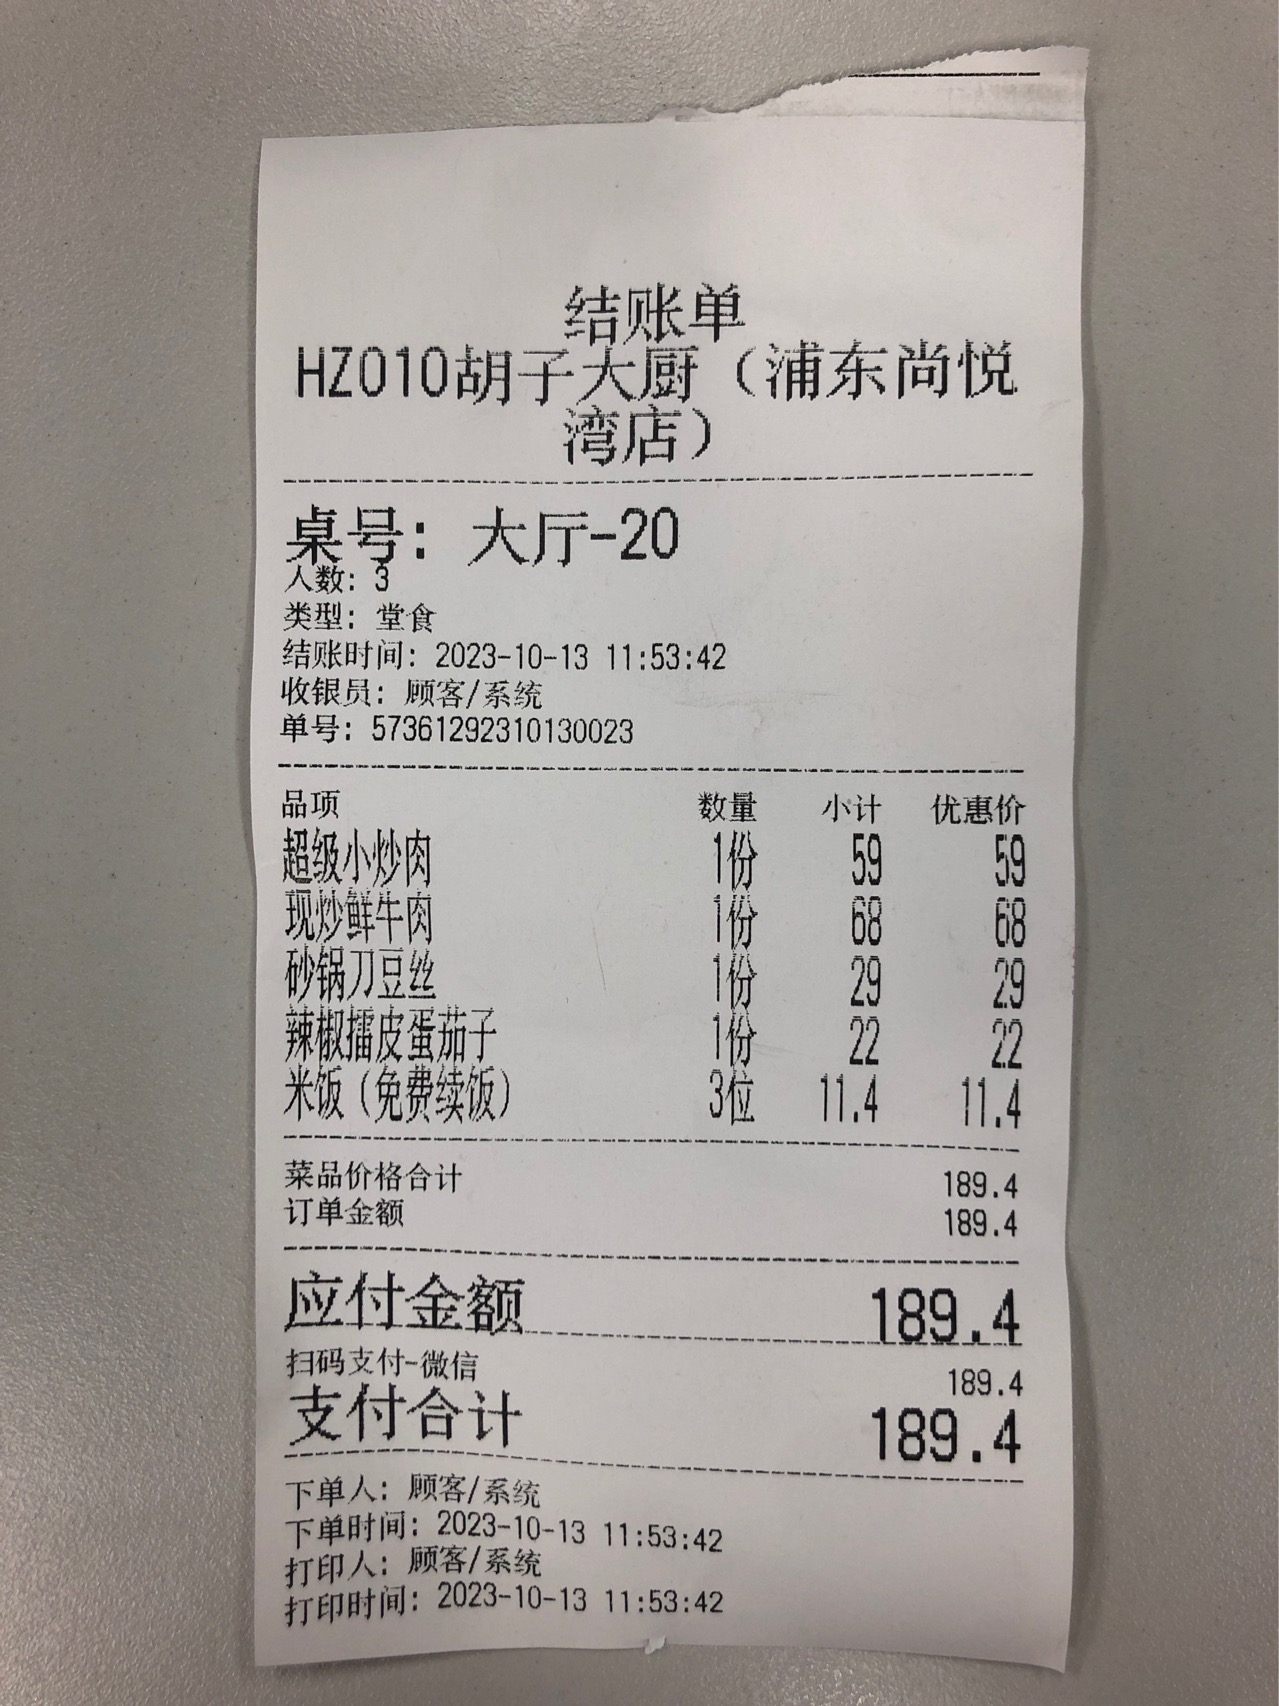 结账单
HZ010胡子大厨（浦东尚悦
湾店）
桌号: 大厅-20
人数: 3
类型: 堂食
结账时间: 2023-10-13 11:53:42
收银员: 顾客/系统
单号: 57361292310130023
品项 数量 小计 优惠价
超级小炒肉 1份 59 59
现炒鲜牛肉 1份 68 68
砂锅刀豆丝 1份 29 29
辣椒擂皮蛋茄子 1份 22 22
米饭（免费续饭） 3位 11.4 11.4
菜品价格合计 189.4
订单金额 189.4
应付金额 189.4
扫码支付-微信 189.4
支付合计 189.4
下单人: 顾客/系统
下单时间: 2023-10-13 11:53:42
打印人: 顾客/系统
打印时间: 2023-10-13 11:53:42